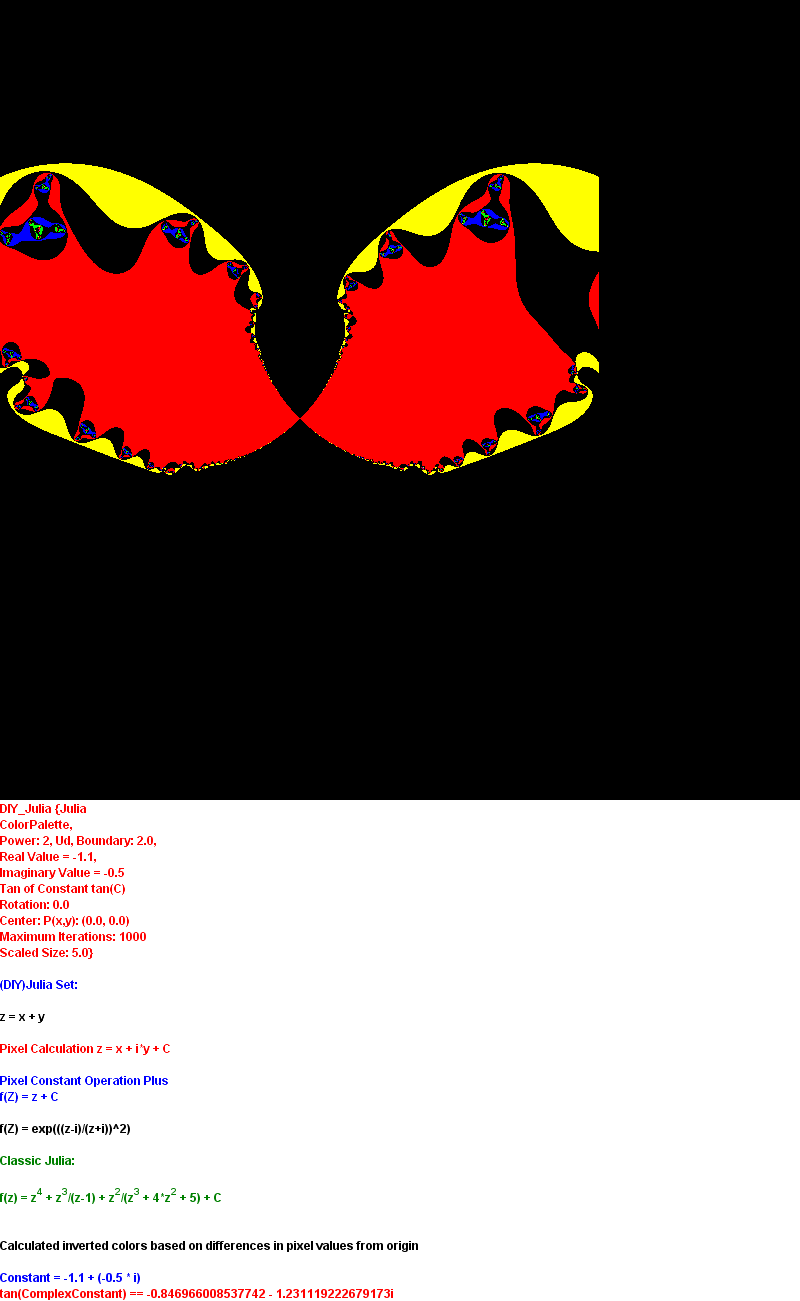 DIY_Julia {Julia
ColorPalette,
Power: 2, Ud, Boundary: 2.0,
Real Value = -1.1,
Imaginary Value = -0.5
Tan of Constant tan(C)
Rotation: 0.0
Center: P(x,y): (0.0, 0.0)
Maximum Iterations: 1000
Scaled Size: 5.0}
(DIY)Julia Set:
z = x + y
Pixel Calculation z = x + i*y + C
Pixel Constant Operation Plus
f(Z) = z + C
f(Z) = exp(((z-i)/(z+i))^2)
Classic Julia:
f(z) = z^4 + z^3/(z-1) + z^2/(z^3 + 4*z^2 + 5) + C
Calculated inverted colors based on differences in pixel values from origin
Constant = -1.1 + (-0.5 * i)
tan(ComplexConstant) == -0.846966008537742 - 1.231119222679173i